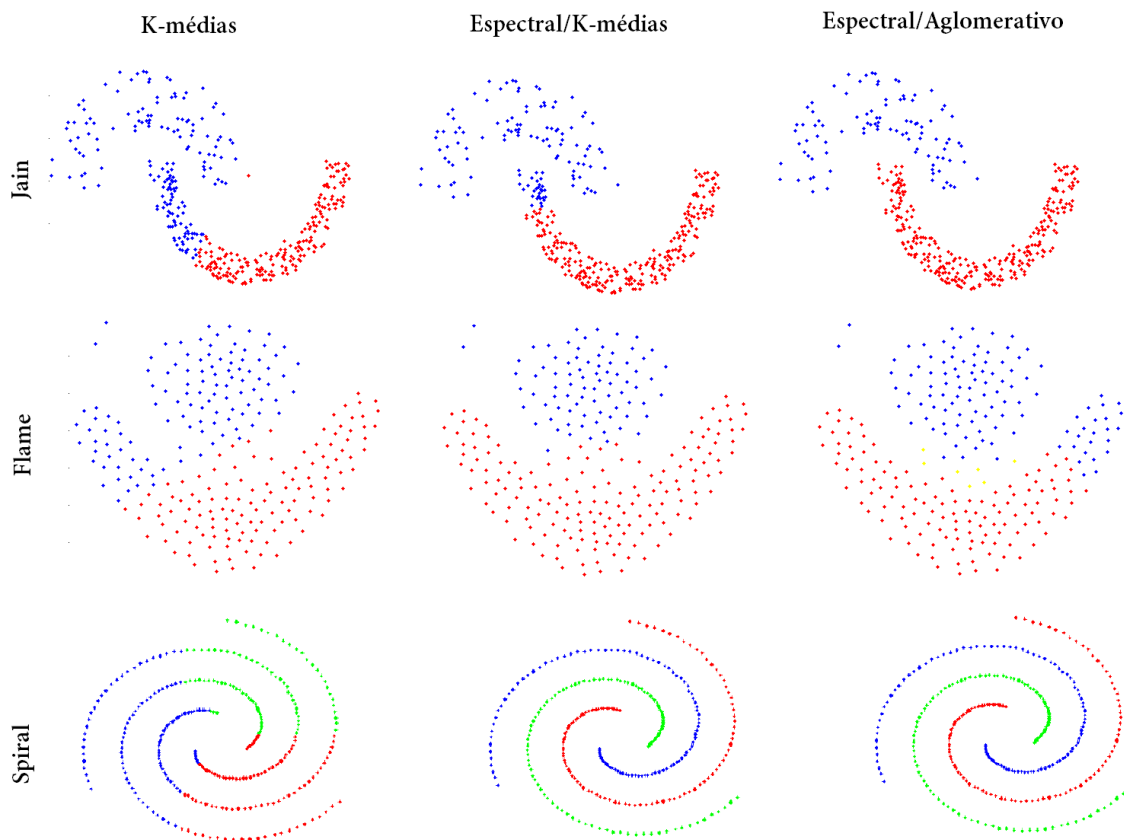 K-médias
Espectral/K-médias
Espectral/Aglomerativo
Jain
Flame
Spiral